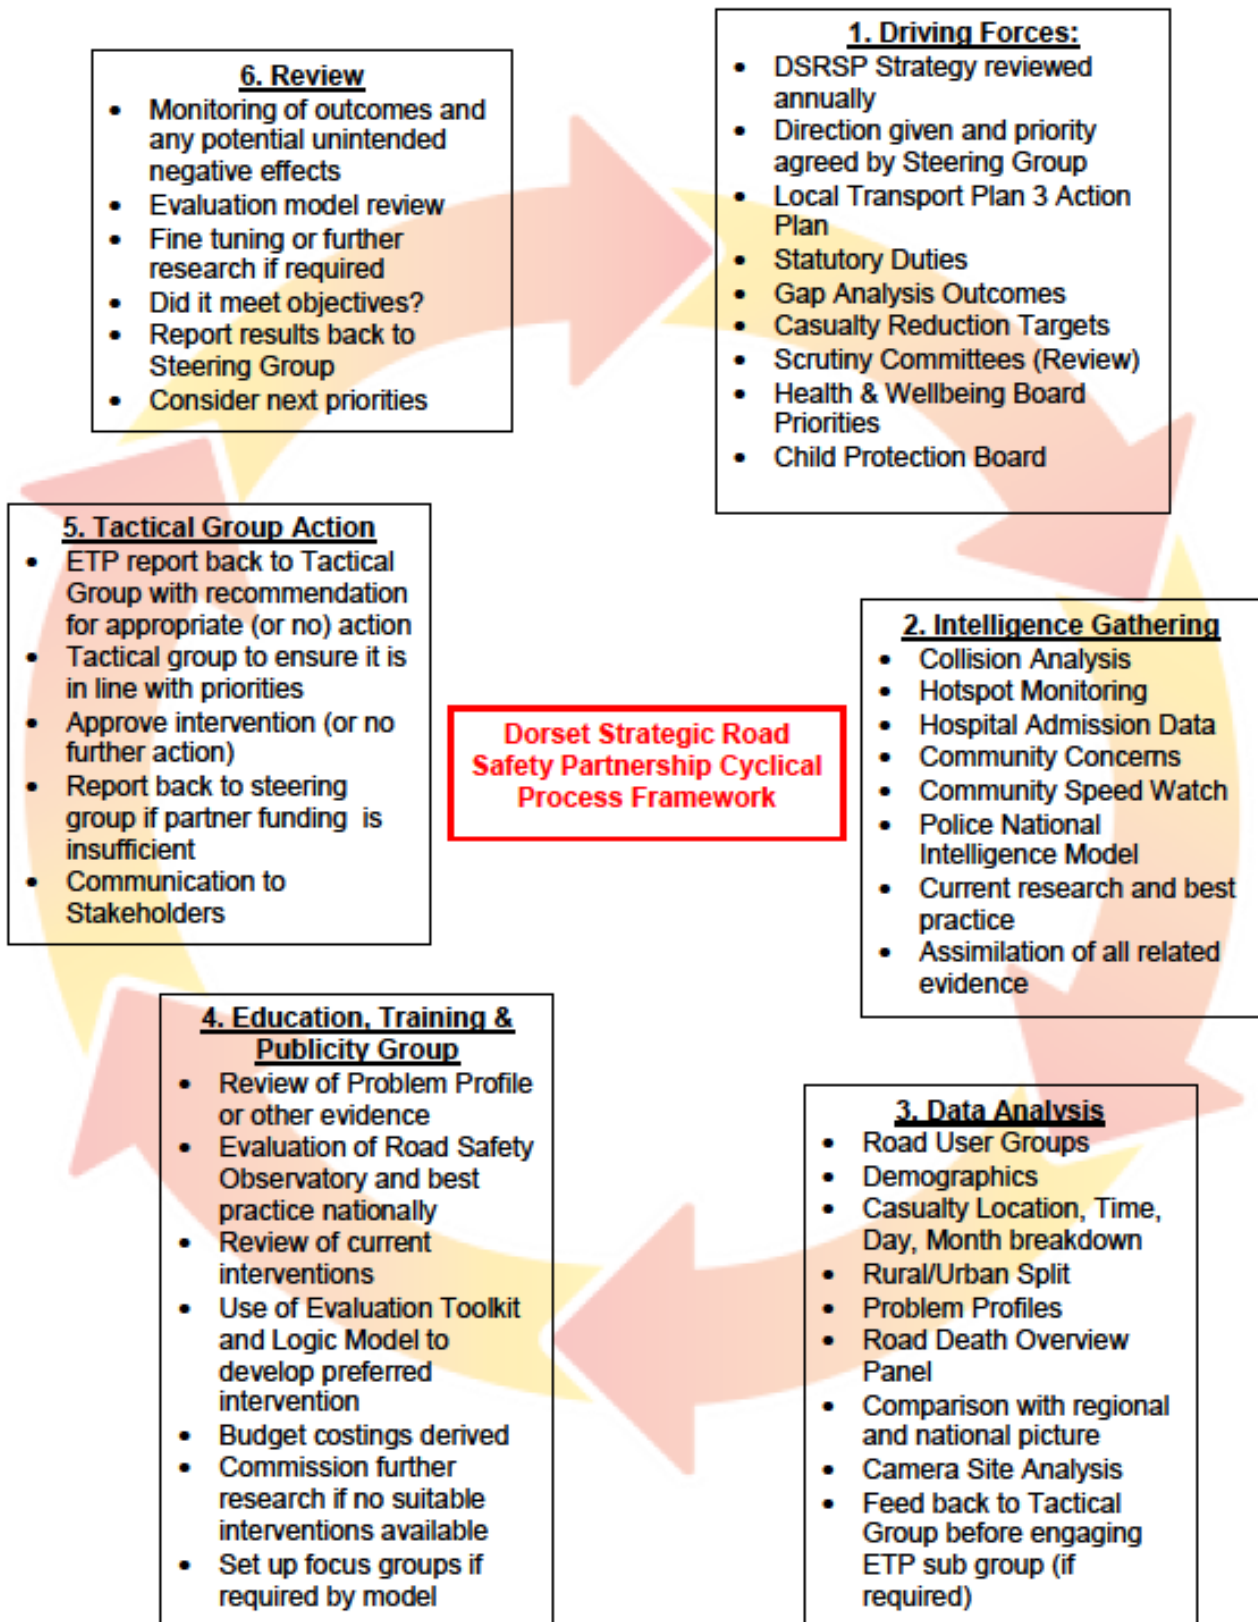 1. Driving Forces:
• DSRSP Strategy reviewed
annually
• Direction given and priority
agreed by Steering Group
• Local Transport Plan 3 Action
Plan
• Statutory Duties
• Gap Analysis Outcomes
• Casualty Reduction Targets
• Scrutiny Committees (Review)
• Health & Wellbeing Board
Priorities
• Child Protection Board
2. Intelligence Gathering
• Collision Analysis
• Hotspot Monitoring
• Hospital Admission Data
• Community Concerns
• Community Speed Watch
• Police National
Intelligence Model
• Current research and best
practice
• Assimilation of all related
evidence
3. Data Analysis
• Road User Groups
• Demographics
• Casualty Location, Time,
Day, Month breakdown
• Rural/Urban Split
• Problem Profiles
• Road Death Overview
Panel
• Comparison with regional
and national picture
• Camera Site Analysis
• Feed back to Tactical
Group before engaging
ETP sub group (if
required)
4. Education, Training &
Publicity Group
• Review of Problem Profile
or other evidence
• Evaluation of Road Safety
Observatory and best
practice nationally
• Review of current
interventions
• Use of Evaluation Toolkit
and Logic Model to
develop preferred
intervention
• Budget costings derived
• Commission further
research if no suitable
interventions available
• Set up focus groups if
required by model
5. Tactical Group Action
• ETP report back to Tactical
Group with recommendation
for appropriate (or no) action
• Tactical group to ensure it is
in line with priorities
• Approve intervention (or no
further action)
• Report back to steering
group if partner funding is
insufficient
• Communication to
Stakeholders
6. Review
• Monitoring of outcomes and
any potential unintended
negative effects
• Evaluation model review
• Fine tuning or further
research if required
• Did it meet objectives?
• Report results back to
Steering Group
• Consider next priorities
Dorset Strategic Road
Safety Partnership Cyclical
Process Framework